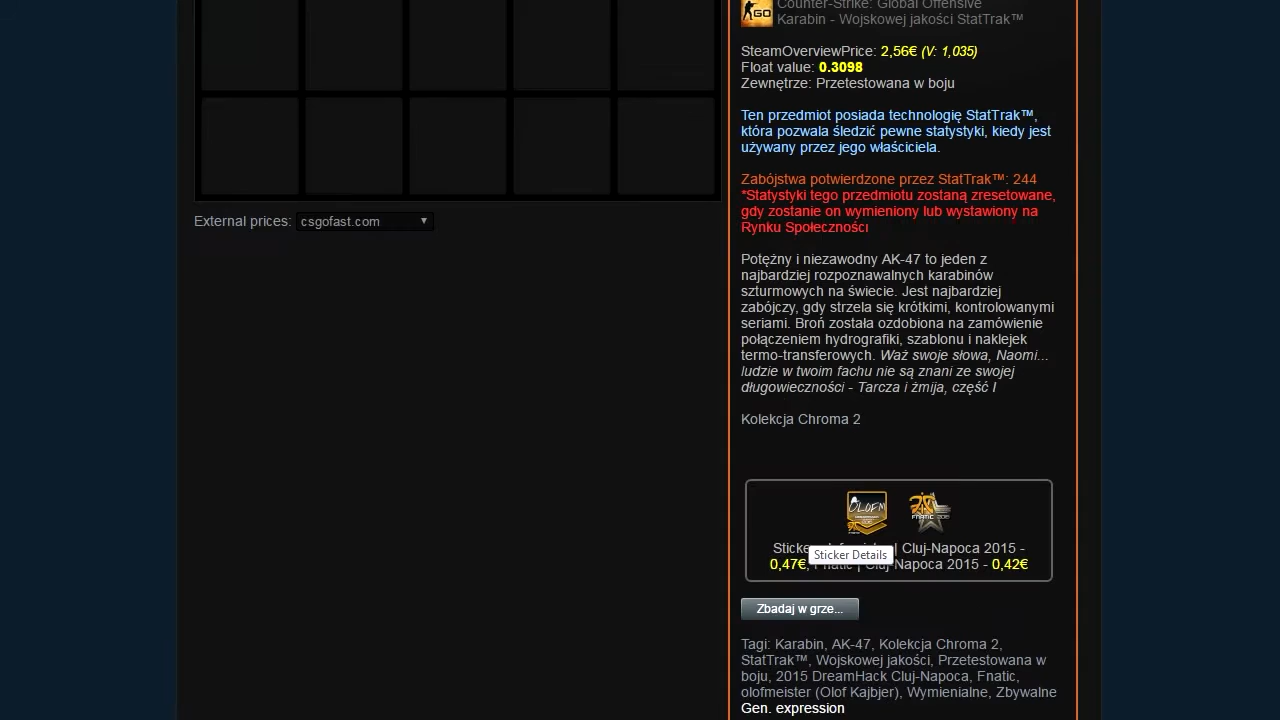 Counter-Strike: Global Offensive
GO
Karabin - Wojskowej jakości StatTrak™
SteamOverviewPrice: 2,56€ (V: 1,035)
Float value: 0.3098
Zewnętrze: Przetestowana w boju
Ten przedmiot posiada technologię StatTrak™,
która pozwala śledzić pewne statystyki, kiedy jest
używany przez jego właściciela.
Zabójstwa potwierdzone przez StatTrak™: 244
*Statystyki tego przedmiotu zostaną zresetowane,
gdy zostanie on wymieniony lub wystawiony na
Rynku Społeczności
External prices: csgofast.com
Potężny i niezawodny AK-47 to jeden z
najbardziej rozpoznawalnych karabinów
szturmowych na świecie. Jest najbardziej
zabójczy, gdy strzela się krótkimi, kontrolowanymi
seriami. Broń została ozdobiona na zamówienie
połączeniem hydrografiki, szablonu i naklejek
termo-transferowych. Waż swoje słowa, Naomi...
ludzie w twoim fachu nie są znani ze swojej
długowieczności - Tarcza i żmija, część I
Kolekcja Chroma 2
OLOFM
FNATIC 2015
| Cluj-Napoca 2015 -
Sticker Details
0,47€, Fnatic | Cluj-Napoca 2015 - 0,42€
Zbadaj w grze...
Tagi: Karabin, AK-47, Kolekcja Chroma 2,
StatTrak™, Wojskowej jakości, Przetestowana w
boju, 2015 DreamHack Cluj-Napoca, Fnatic,
olofmeister (Olof Kajbjer), Wymienialne, Zbywalne
Gen. expression